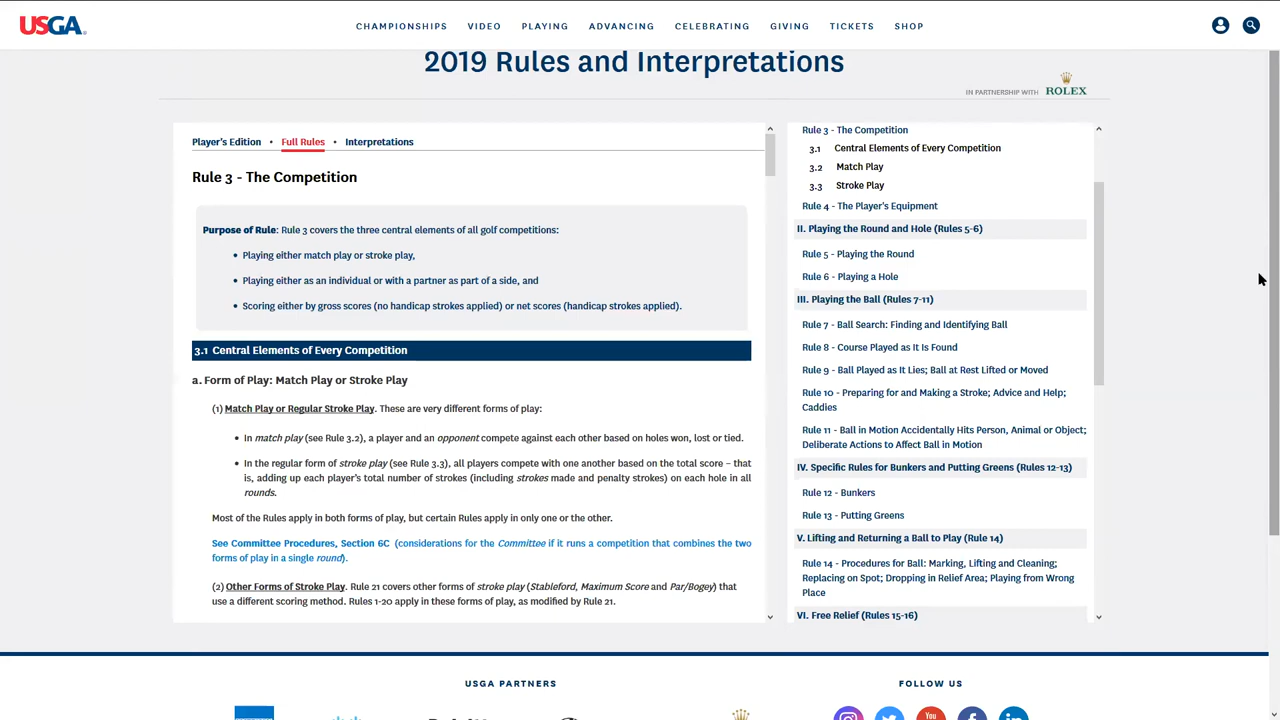 USGA
CHAMPIONSHIPS VIDEO PLAYING ADVANCING CELEBRATING GIVING TICKETS SHOP
2019 Rules and Interpretations
IN PARTNERSHIP WITH ROLEX
Player's Edition • Full Rules • Interpretations
Rule 3 - The Competition
Purpose of Rule: Rule 3 covers the three central elements of all golf competitions:
• Playing either match play or stroke play,
• Playing either as an individual or with a partner as part of a side, and
• Scoring either by gross scores (no handicap strokes applied) or net scores (handicap strokes applied).
3.1 Central Elements of Every Competition
a. Form of Play: Match Play or Stroke Play
(1) Match Play or Regular Stroke Play. These are very different forms of play:
• In match play (see Rule 3.2), a player and an opponent compete against each other based on holes won, lost or tied.
• In the regular form of stroke play (see Rule 3.3), all players compete with one another based on the total score – that
is, adding up each player's total number of strokes (including strokes made and penalty strokes) on each hole in all
rounds.
Most of the Rules apply in both forms of play, but certain Rules apply in only one or the other.
See Committee Procedures, Section 6C (considerations for the Committee if it runs a competition that combines the two
forms of play in a single round).
(2) Other Forms of Stroke Play. Rule 21 covers other forms of stroke play (Stableford, Maximum Score and Par/Bogey) that
use a different scoring method. Rules 1-20 apply in these forms of play, as modified by Rule 21.
Rule 3 - The Competition
3.1 Central Elements of Every Competition
3.2 Match Play
3.3 Stroke Play
Rule 4 - The Player's Equipment
II. Playing the Round and Hole (Rules 5-6)
Rule 5 - Playing the Round
Rule 6 - Playing a Hole
III. Playing the Ball (Rules 7-11)
Rule 7 - Ball Search: Finding and Identifying Ball
Rule 8 - Course Played as It Is Found
Rule 9 - Ball Played as It Lies; Ball at Rest Lifted or Moved
Rule 10 - Preparing for and Making a Stroke; Advice and Help;
Caddies
Rule 11 - Ball in Motion Accidentally Hits Person, Animal or Object;
Deliberate Actions to Affect Ball in Motion
IV. Specific Rules for Bunkers and Putting Greens (Rules 12-13)
Rule 12 - Bunkers
Rule 13 - Putting Greens
V. Lifting and Returning a Ball to Play (Rule 14)
Rule 14 - Procedures for Ball: Marking, Lifting and Cleaning;
Replacing on Spot; Dropping in Relief Area; Playing from Wrong
Place
VI. Free Relief (Rules 15-16)
USGA PARTNERS
FOLLOW US
You